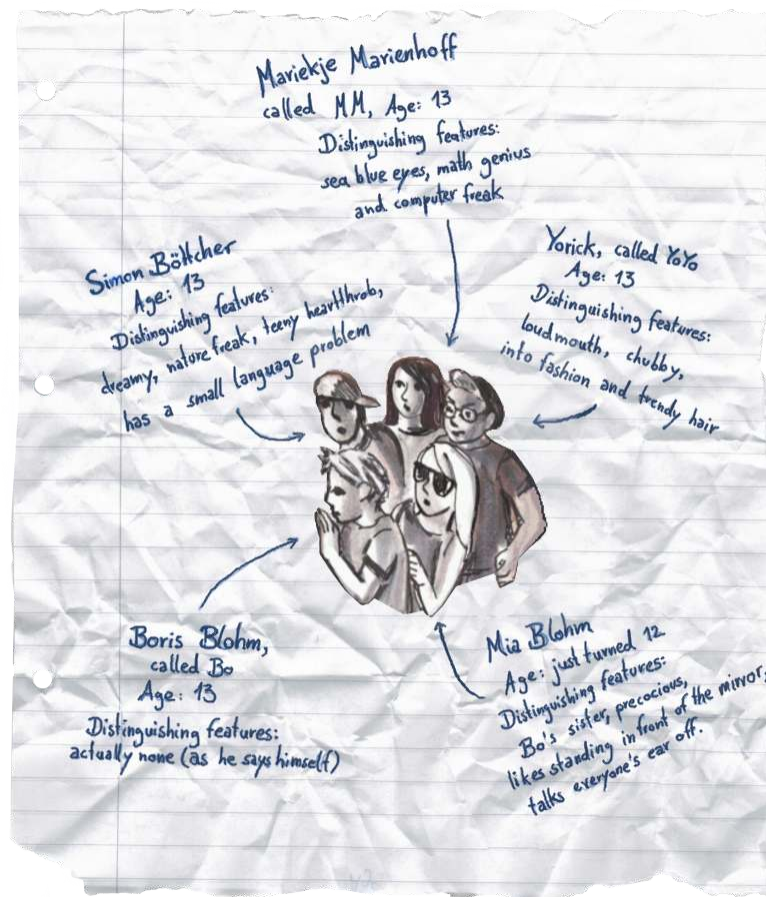 Mariekje Marienhoff
called MM, Age: 13
Distinguishing features:
sea blue eyes, math genius
and computer freak
Simon Böttcher
Age: 13
Distinguishing features:
dreamy, nature freak, teeny heartthrob,
has a small language problem
Yorick, called YoYo
Age: 13
Distinguishing features:
loudmouth, chubby,
into fashion and trendy hair
Boris Blohm,
called Bo
Age: 13
Distinguishing features:
actually none (as he says himself)
Mia Blohm
Age: just turned 12
Distinguishing features:
Bo's sister, precocious,
likes standing in front of the mirror,
talks everyone's ear off.